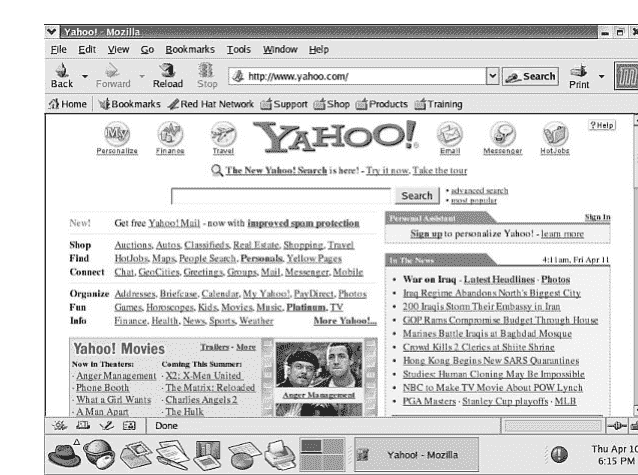 Yahoo! - Mozilla
File Edit View Go Bookmarks Tools Window Help
Back Forward Reload Stop http://www.yahoo.com/ Search Print
Home Bookmarks Red Hat Network Support Shop Products Training
My YAHOO! ?Help
Personalize Finance Travel Email Messenger HotJobs
The New Yahoo! Search is here! - Try it now, Take the tour
Search • advanced search
• most popular
New! Get free Yahoo! Mail - now with improved spam protection
Shop Auctions, Autos, Classifieds, Real Estate, Shopping, Travel
Find HotJobs, Maps, People Search, Personals, Yellow Pages
Connect Chat, GeoCities, Greetings, Groups, Mail, Messenger, Mobile
Organize Addresses, Briefcase, Calendar, My Yahoo!, PayDirect, Photos
Fun Games, Horoscopes, Kids, Movies, Music, Platinum, TV
Info Finance, Health, News, Sports, Weather More Yahoo!...
Yahoo! Movies Trailers - More
Now in Theaters: Coming This Summer:
· Anger Management · X2: X-Men United
· Phone Booth · The Matrix: Reloaded
· What a Girl Wants · Charlies Angels 2
· A Man Apart · The Hulk
Anger Management
Personal Assistant Sign In
Sign up to personalize Yahoo! - learn more
In The News 4:11am, Fri Apr 11
• War on Iraq - Latest Headlines · Photos
• Iraq Regime Abandons North's Biggest City
• 200 Iraqis Storm Their Embassy in Iran
• GOP Rams Compromise Budget Through House
• Marines Battle Iraqis at Baghdad Mosque
• Crowd Kills 2 Clerics at Shiite Shrine
• Hong Kong Begins New SARS Quarantines
• Studies: Human Cloning May Be Impossible
• NBC to Make TV Movie About POW Lynch
• PGA Masters · Stanley Cup playoffs · MLB
Done
Yahoo! - Mozilla
Thu Apr 10
6:15 PM